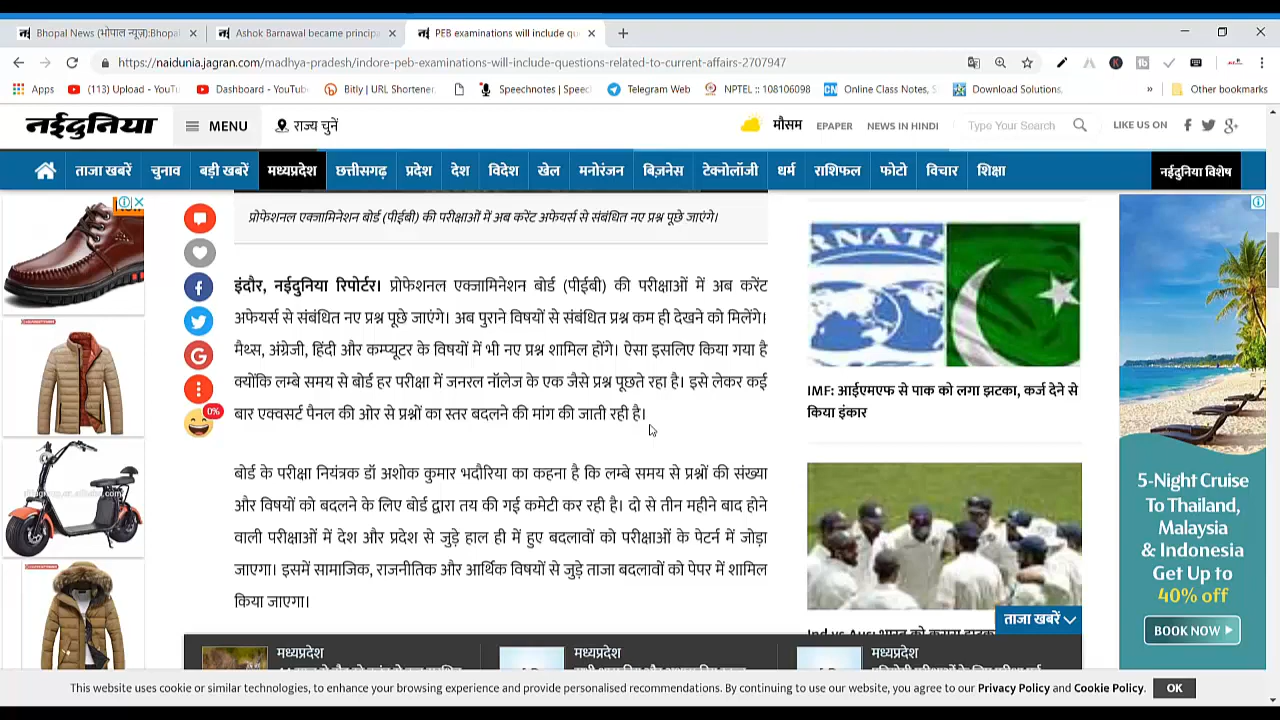 Bhopal News (भोपाल न्यूज़):Bhopal
Ashok Barnawal became principa
PEB examinations will include qu
https://naidunia.jagran.com/madhya-pradesh/indore-peb-examinations-will-include-questions-related-to-current-affairs-2707947
Apps
(113) Upload - YouTu
Dashboard - YouTub
Bitly | URL Shortener
Speechnotes | Speec
Telegram Web
NPTEL :: 108106098
Online Class Notes, S
Download Solutions.
»
Other bookmarks
नईदुनिया
MENU
राज्य चुनें
मौसम
EPAPER
NEWS IN HINDI
Type Your Search
LIKE US ON
ताजा खबरें चुनाव बड़ी खबरें मध्यप्रदेश छत्तीसगढ़ प्रदेश देश विदेश खेल मनोरंजन बिज़नेस टेक्नोलॉजी धर्म राशिफल फोटो विचार शिक्षा
नईदुनिया विशेष
प्रोफेशनल एक्जामिनेशन बोर्ड (पीईबी) की परीक्षाओं में अब करेंट अफेयर्स से संबंधित नए प्रश्न पूछे जाएंगे।
इंदौर, नईदुनिया रिपोर्टर। प्रोफेशनल एक्जामिनेशन बोर्ड (पीईबी) की परीक्षाओं में अब करेंट
अफेयर्स से संबंधित नए प्रश्न पूछे जाएंगे। अब पुराने विषयों से संबंधित प्रश्न कम ही देखने को मिलेंगे।
मैथ्स, अंग्रेजी, हिंदी और कम्प्यूटर के विषयों में भी नए प्रश्न शामिल होंगे। ऐसा इसलिए किया गया है
क्योंकि लम्बे समय से बोर्ड हर परीक्षा में जनरल नॉलेज के एक जैसे प्रश्न पूछते रहा है। इसे लेकर कई
बार एक्क्सर्ट पैनल की ओर से प्रश्नों का स्तर बदलने की मांग की जाती रही है।
0%
बोर्ड के परीक्षा नियंत्रक डॉ अशोक कुमार भदौरिया का कहना है कि लम्बे समय से प्रश्नों की संख्या
और विषयों को बदलने के लिए बोर्ड द्वारा तय की गई कमेटी कर रही है। दो से तीन महीने बाद होने
वाली परीक्षाओं में देश और प्रदेश से जुड़े हाल ही में हुए बदलावों को परीक्षाओं के पेटर्न में जोड़ा
जाएगा। इसमें सामाजिक, राजनीतिक और आर्थिक विषयों से जुड़े ताजा बदलावों को पेपर में शामिल
किया जाएगा।
IMF: आईएमएफ से पाक को लगा झटका, कर्ज देने से
किया इंकार
ताजा खबरें
मध्यप्रदेश
मध्यप्रदेश
मध्यप्रदेश
5-Night Cruise
To Thailand,
Malaysia
& Indonesia
Get Up to
40% off
BOOK NOW
This website uses cookie or similar technologies, to enhance your browsing experience and provide personalised recommendations. By continuing to use our website, you agree to our Privacy Policy and Cookie Policy.
OK